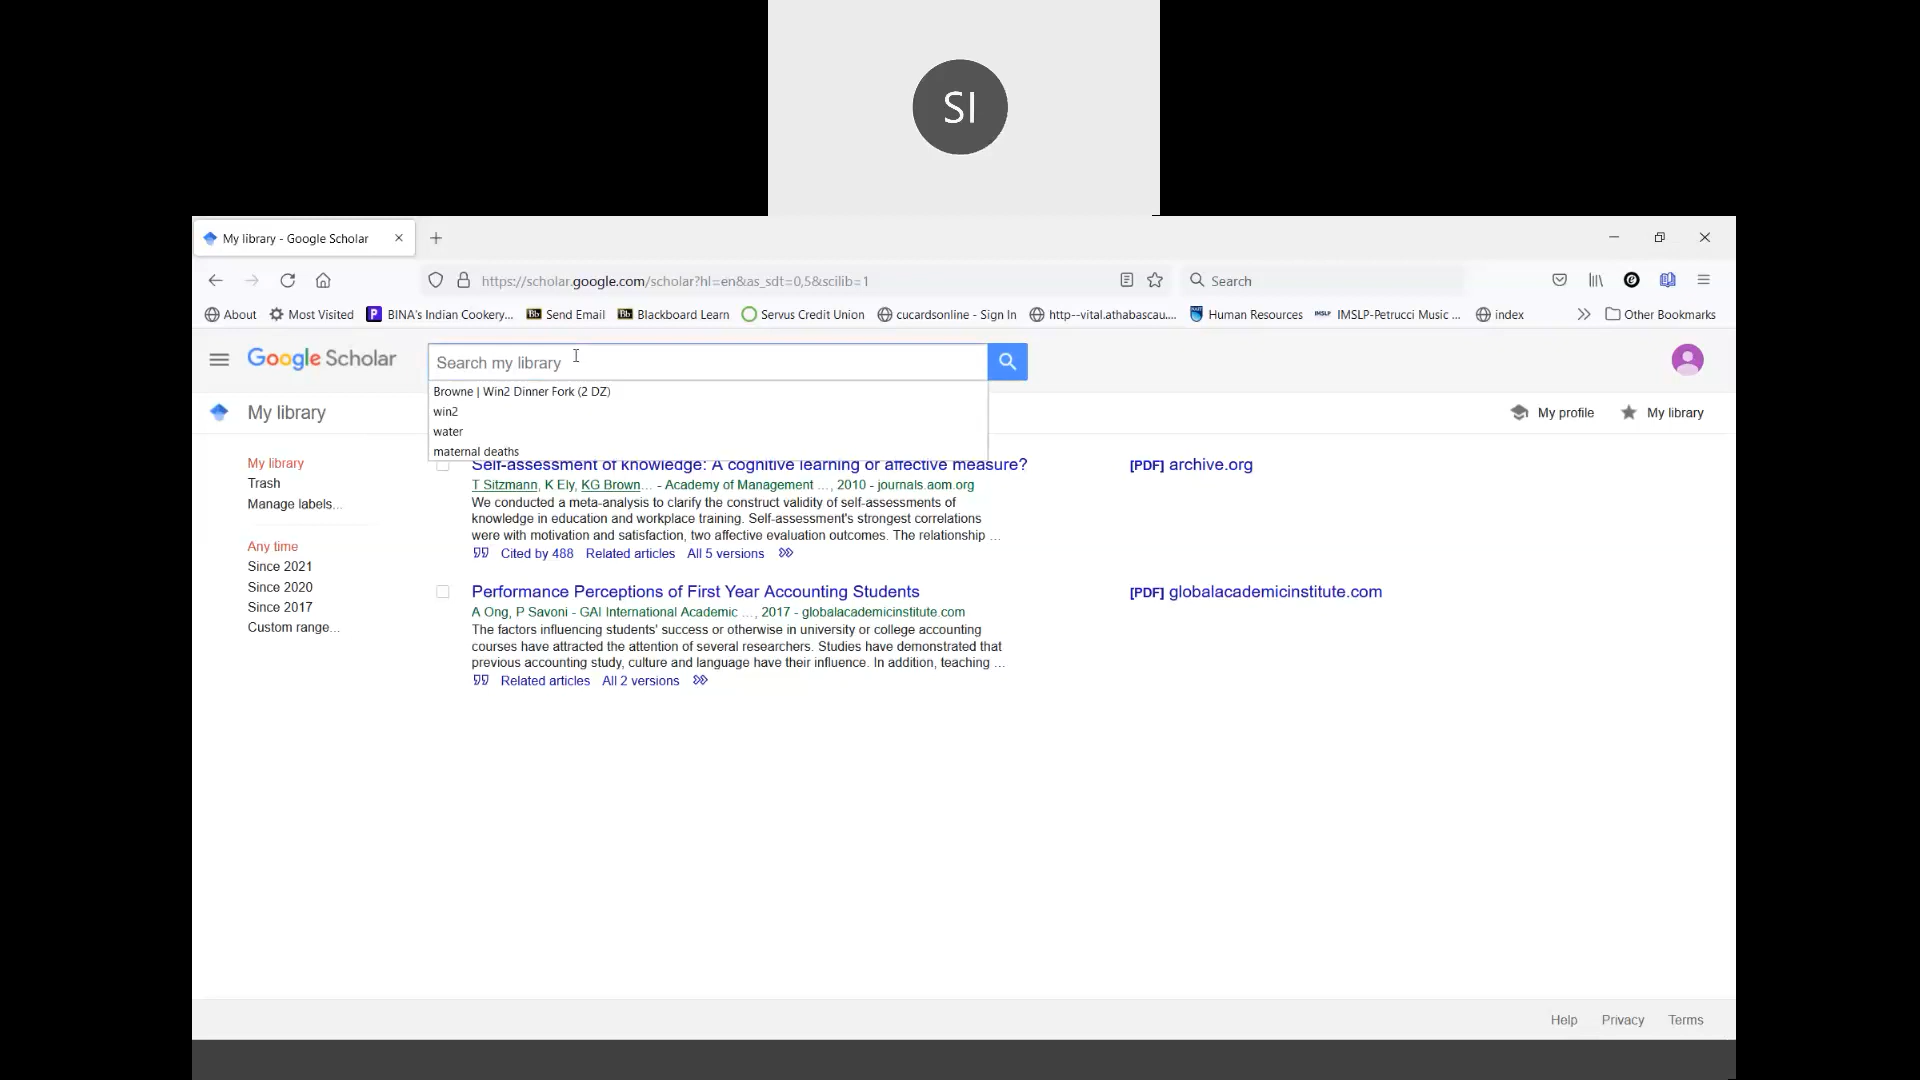 SI
My library - Google Scholar
https://scholar.google.com/scholar?hl=en&as_sdt=0,5&scilib=1
Search
About
Most Visited
BINA's Indian Cookery...
Send Email
Blackboard Learn
Servus Credit Union
cucardsonline - Sign In
http--vital.athabascau....
Human Resources
IMSLP-Petrucci Music ...
index
Other Bookmarks
Google Scholar
Search my library
Browne | Win2 Dinner Fork (2 DZ)
win2
water
maternal deaths
My library
My profile
My library
My library
Trash
Manage labels...
Any time
Since 2021
Since 2020
Since 2017
Custom range...
Self-assessment of knowledge: A cognitive learning or affective measure?
T Sitzmann, K Ely, KG Brown... - Academy of Management ..., 2010 - journals.aom.org
We conducted a meta-analysis to clarify the construct validity of self-assessments of
knowledge in education and workplace training. Self-assessment's strongest correlations
were with motivation and satisfaction, two affective evaluation outcomes. The relationship ...
Cited by 488 Related articles All 5 versions
[PDF] archive.org
Performance Perceptions of First Year Accounting Students
A Ong, P Savoni - GAI International Academic ..., 2017 - globalacademicinstitute.com
The factors influencing students' success or otherwise in university or college accounting
courses have attracted the attention of several researchers. Studies have demonstrated that
previous accounting study, culture and language have their influence. In addition, teaching ...
Related articles All 2 versions
[PDF] globalacademicinstitute.com
Help Privacy Terms